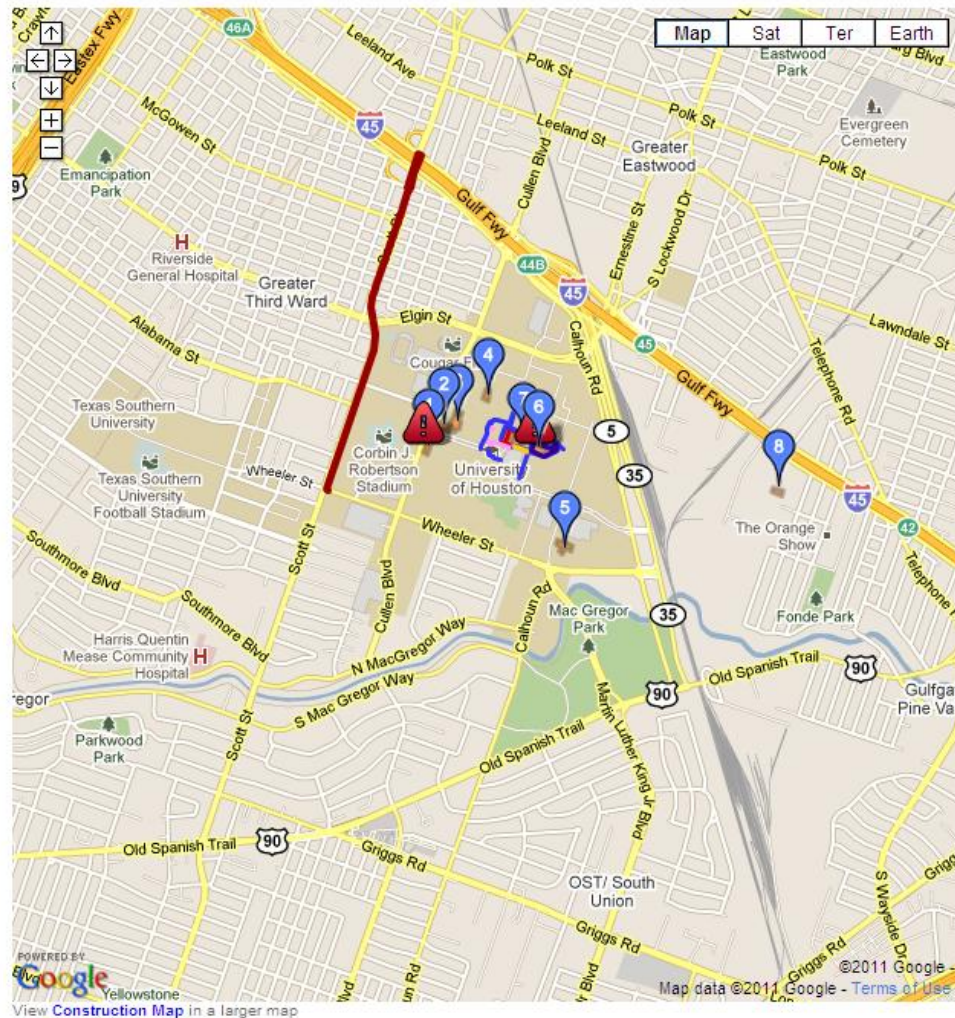 46A
Leeland Ave
Map
Sat
Ter
Earth
Eastex Fwy
Polk St
Eastwood
Park
McGowen St
45
Leeland St
Polk St
Evergreen
Cemetery
Cullen Blvd
Greater
Eastwood
Polk St
9
Emancipation
Park
Gulf Fwy
Ernestine St
S Lockwood Dr
H
Riverside
General Hospital
44B
45
Greater
Third Ward
Elgin St
Calhoun Rd
45
Lawndale St
Alabama St
Telephone Rd
4
2
1
7
6
Gulf Fwy
Texas Southern
University
5
8
Corbin J.
Robertson
Stadium
University
of Houston
35
Wheeler St
Texas Southern
University
Football Stadium
45
42
5
The Orange
Show
Scott St
Wheeler St
Southmore Blvd
Southmore Blvd
Cullen Blvd
Calhoun Rd
Mac Gregor
Park
35
Fonde Park
Harris Quentin
Mease Community
Hospital
H
N MacGregor Way
S Mac Gregor Way
90
Old Spanish Trail
90
Gulfga
Pine Va
egor
Parkwood
Park
Scott St
Old Spanish Trail
Martin Luther King Jr Blvd
90
Old Spanish Trail
Griggs Rd
OST/ South
Union
S Wayside Dr
Griggs Rd
POWERED BY
Google
Yellowstone
©2011 Google -
Map data ©2011 Google - Terms of Use
View Construction Map in a larger map